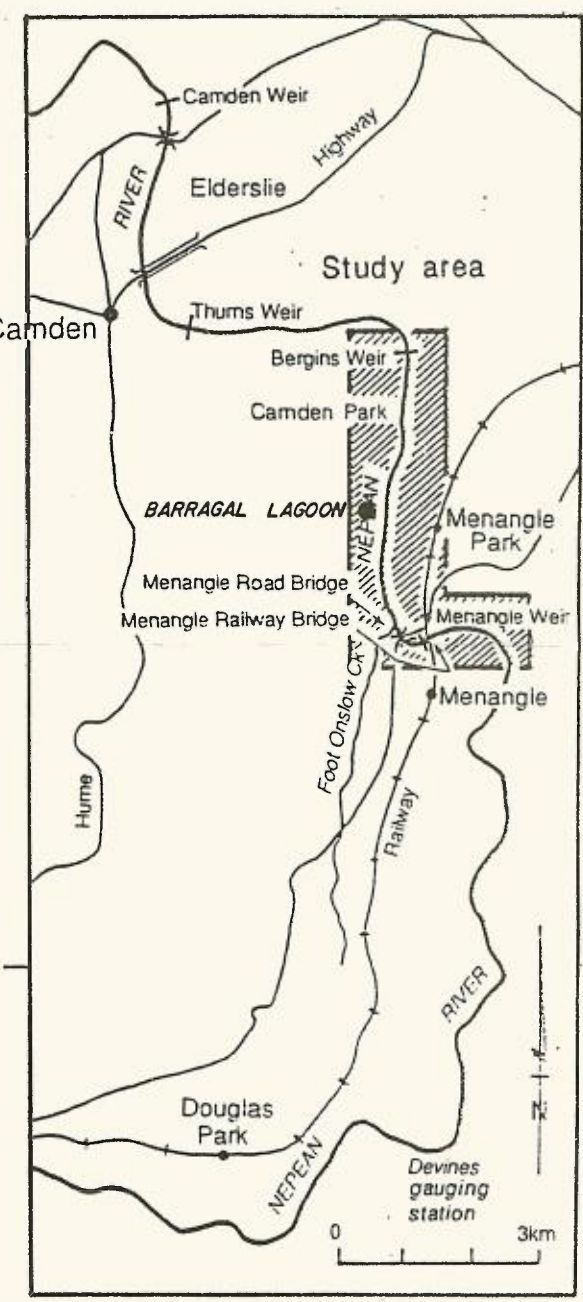 Camden Weir
Highway
RIVER
Elderslie
Study area
Thurns Weir
Camden
Bergins Weir
Camden Park
NEPEAN
BARRAGAL LAGOON
Menangle
Park
Menangle Road Bridge
Menangle Railway Bridge
Menangle Weir
Foot Onslow Ck
Menangle
Hume
Railway
RIVER
N
Douglas
Park
NEPEAN
Devines
gauging
station
0 3km